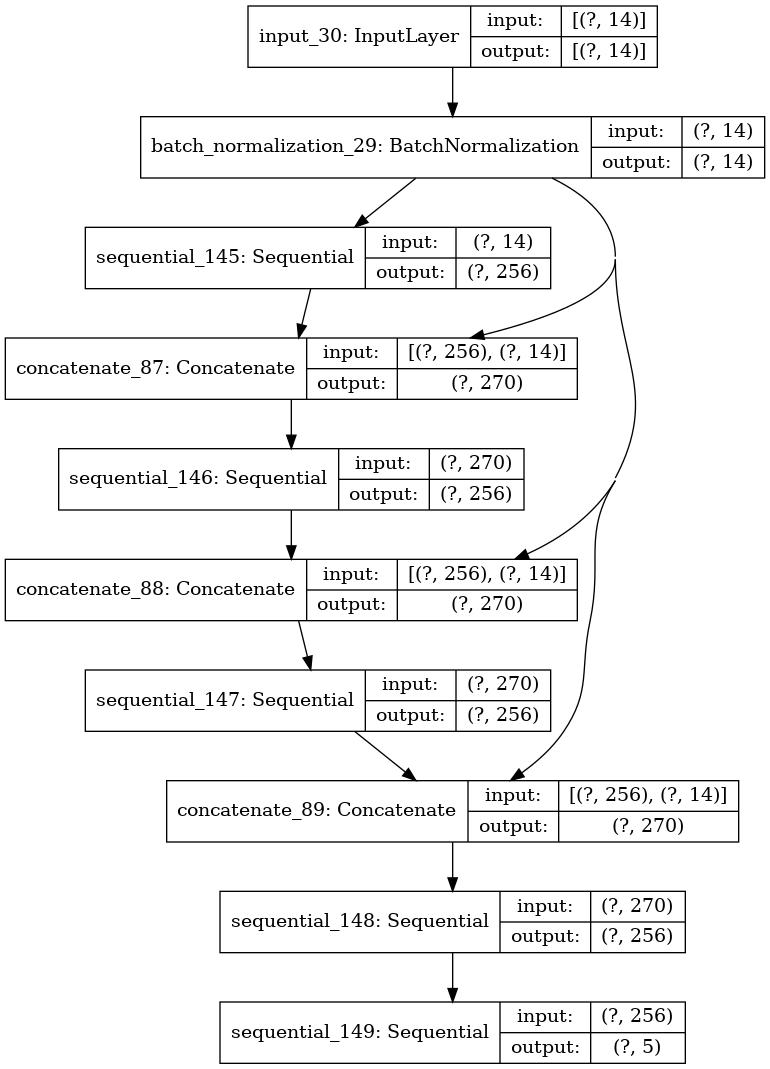 input_30: InputLayer
input: [(?, 14)]
output: [(?, 14)]
batch_normalization_29: BatchNormalization
input: (?, 14)
output: (?, 14)
sequential_145: Sequential
input: (?, 14)
output: (?, 256)
concatenate_87: Concatenate
input: [(?, 256), (?, 14)]
output: (?, 270)
sequential_146: Sequential
input: (?, 270)
output: (?, 256)
concatenate_88: Concatenate
input: [(?, 256), (?, 14)]
output: (?, 270)
sequential_147: Sequential
input: (?, 270)
output: (?, 256)
concatenate_89: Concatenate
input: [(?, 256), (?, 14)]
output: (?, 270)
sequential_148: Sequential
input: (?, 270)
output: (?, 256)
sequential_149: Sequential
input: (?, 256)
output: (?, 5)